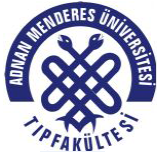 ADNAN MENDERES ÜNİVERSİTESİ
TIP FAKÜLTESİ